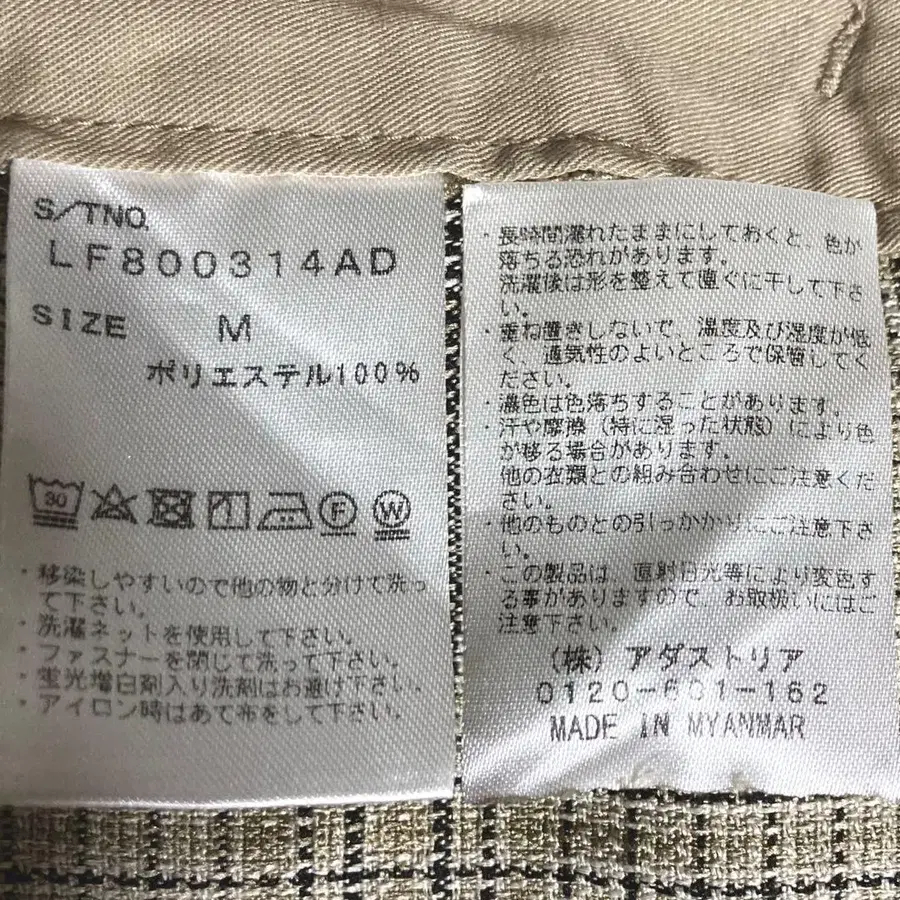 S/TNO.
LF800314AD
SIZE M
ポリエステル100%
30
F
W
・移染しやすいので他の物と分けて洗っ
て下さい。
・洗濯ネットを使用して下さい。
・ファスナーを閉じて洗って下さい。
・蛍光増白剤入り洗剤はお避け下さい。
・アイロン時はあて布をして下さい。
・長時間濡れたままにしておくと、色が
落ちる恐れがあります。
洗濯後は形を整えて直ぐに干して下さ
い。
・重ね置きしないで、温度及び湿度が低
く、通気性のよいところで保管してく
ださい。
・濃色は色落ちすることがあります。
・汗や摩擦（特に湿った状態）により色
が移る場合があります。
他の衣類との組み合わせにご注意くだ
さい。
・他のものとの引っかかりにご注意下さ
い。
・この製品は、直射日光等により変色す
る事がありますので、お取扱いにはご
注意下さい。
（株）アダストリア
0120-601-162
MADE IN MYANMAR